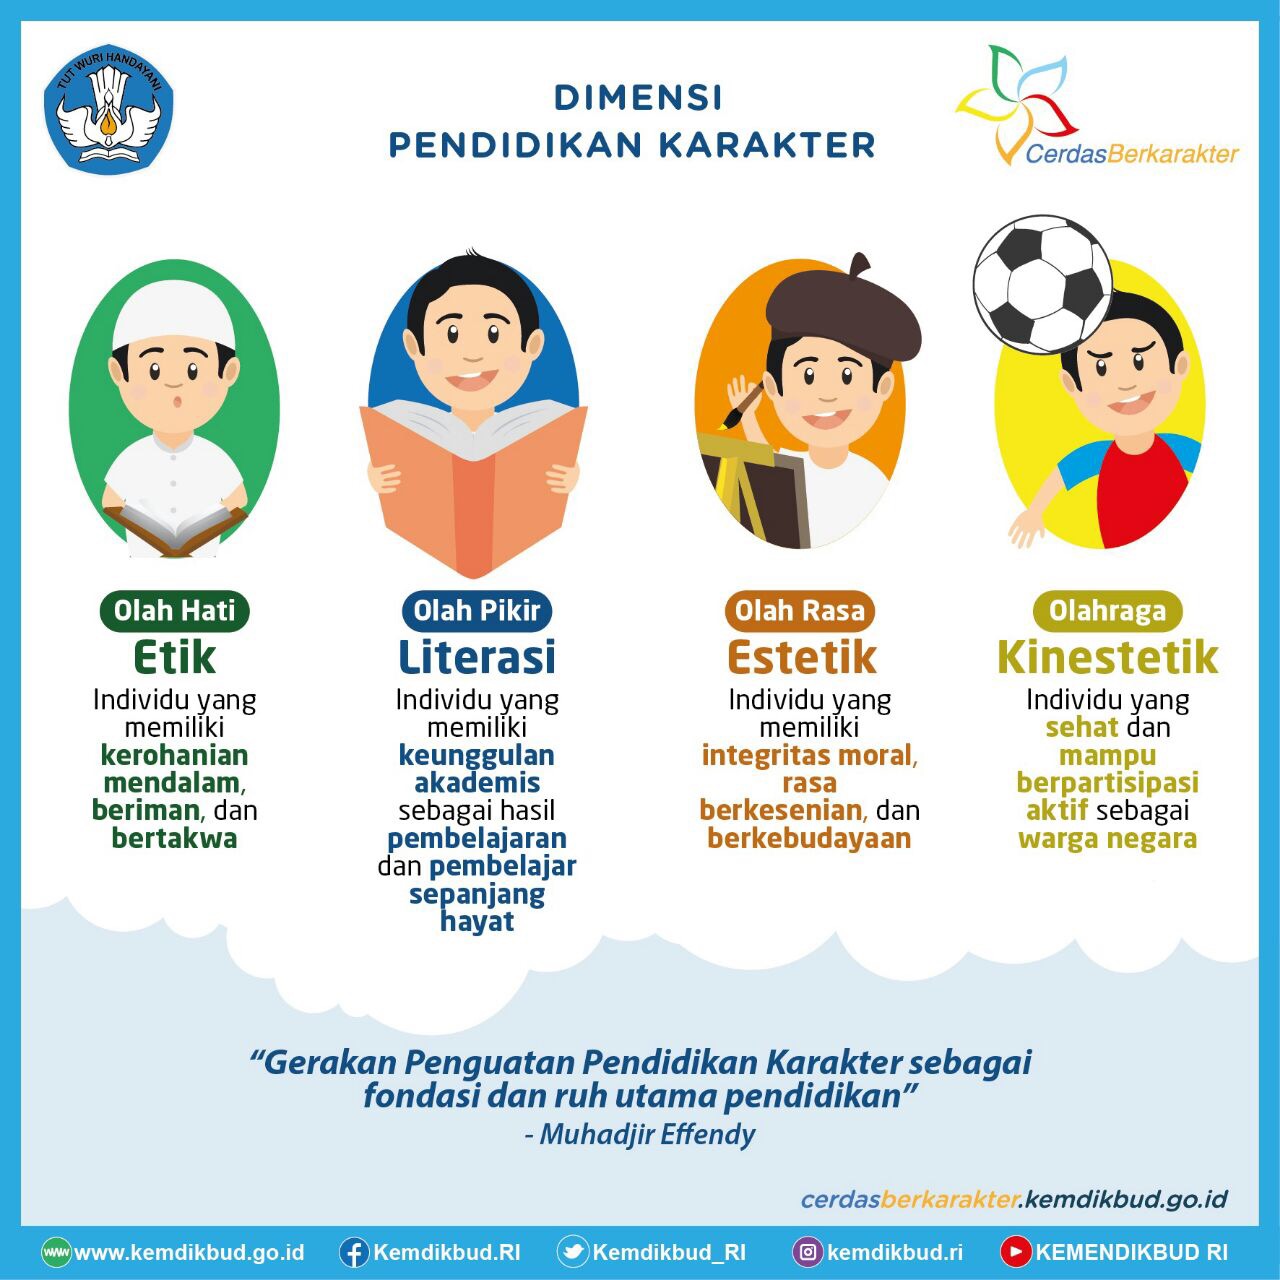 TUT WURI HANDAYANI
DIMENSI
PENDIDIKAN KARAKTER
CerdasBerkarakter
Olah Hati
Etik
Individu yang
memiliki
kerohanian
mendalam,
beriman, dan
bertakwa
Olah Pikir
Literasi
Individu yang
memiliki
keunggulan
akademis
sebagai hasil
pembelajaran
dan pembelajar
sepanjang
hayat
Olah Rasa
Estetik
Individu yang
memiliki
integritas moral,
rasa
berkesenian, dan
berkebudayaan
Olahraga
Kinestetik
Individu yang
sehat dan
mampu
berpartisipasi
aktif sebagai
warga negara
“Gerakan Penguatan Pendidikan Karakter sebagai
fondasi dan ruh utama pendidikan”
- Muhadjir Effendy
cerdasberkarakter.kemdikbud.go.id
www www.kemdikbud.go.id Kemdikbud.RI Kemdikbud_RI kemdikbud.ri KEMENDIKBUD RI